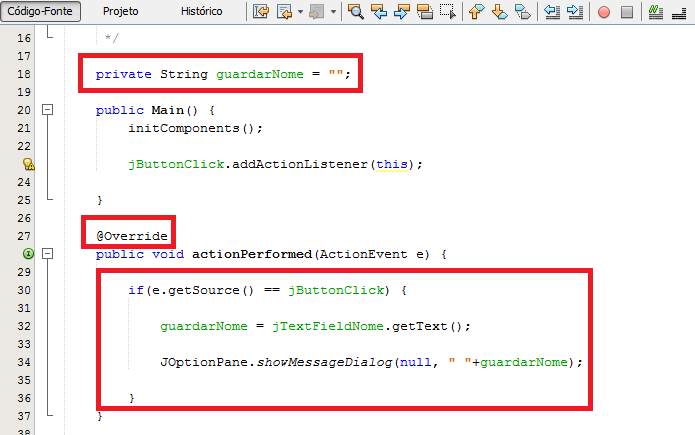 Código-Fonte Projeto Histórico
16 */
17
18 private String guardarNome = "";
19
20 public Main() {
21 initComponents();
22
jButtonClick.addActionListener(this);
24
25 }
26
27 @Override
public void actionPerformed(ActionEvent e) {
29
30 if(e.getSource() == jButtonClick) {
31
32 guardarNome = jTextFieldNome.getText();
33
34 JOptionPane.showMessageDialog(null, " "+guardarNome);
35
36 }
37 }
38